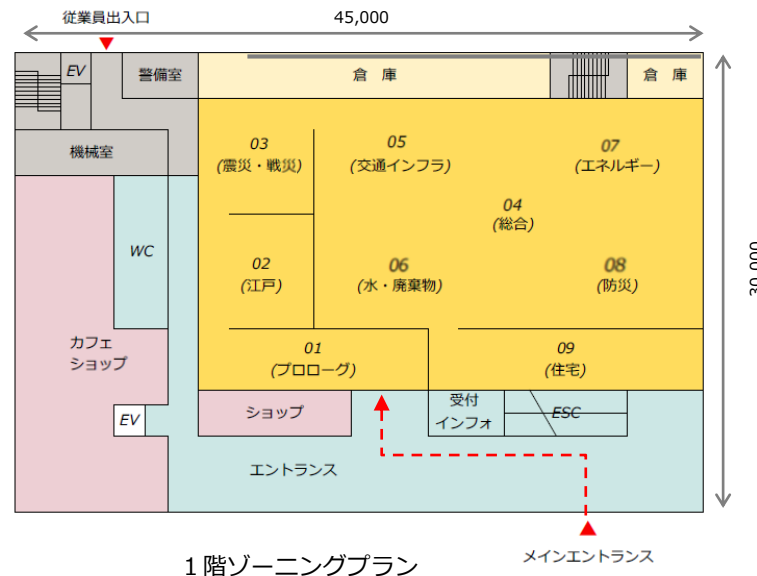 従業員出入口
45,000
EV
警備室
倉 庫
倉 庫
機械室
03
(震災・戦災)
05
(交通インフラ)
07
(エネルギー)
04
(総合)
WC
02
(江戸)
06
(水・廃棄物)
08
(防災)
30,000
カフェ
ショップ
01
(プロローグ)
09
(住宅)
EV
ショップ
受付
インフォ
ESC
エントランス
1階ゾーニングプラン
メインエントランス